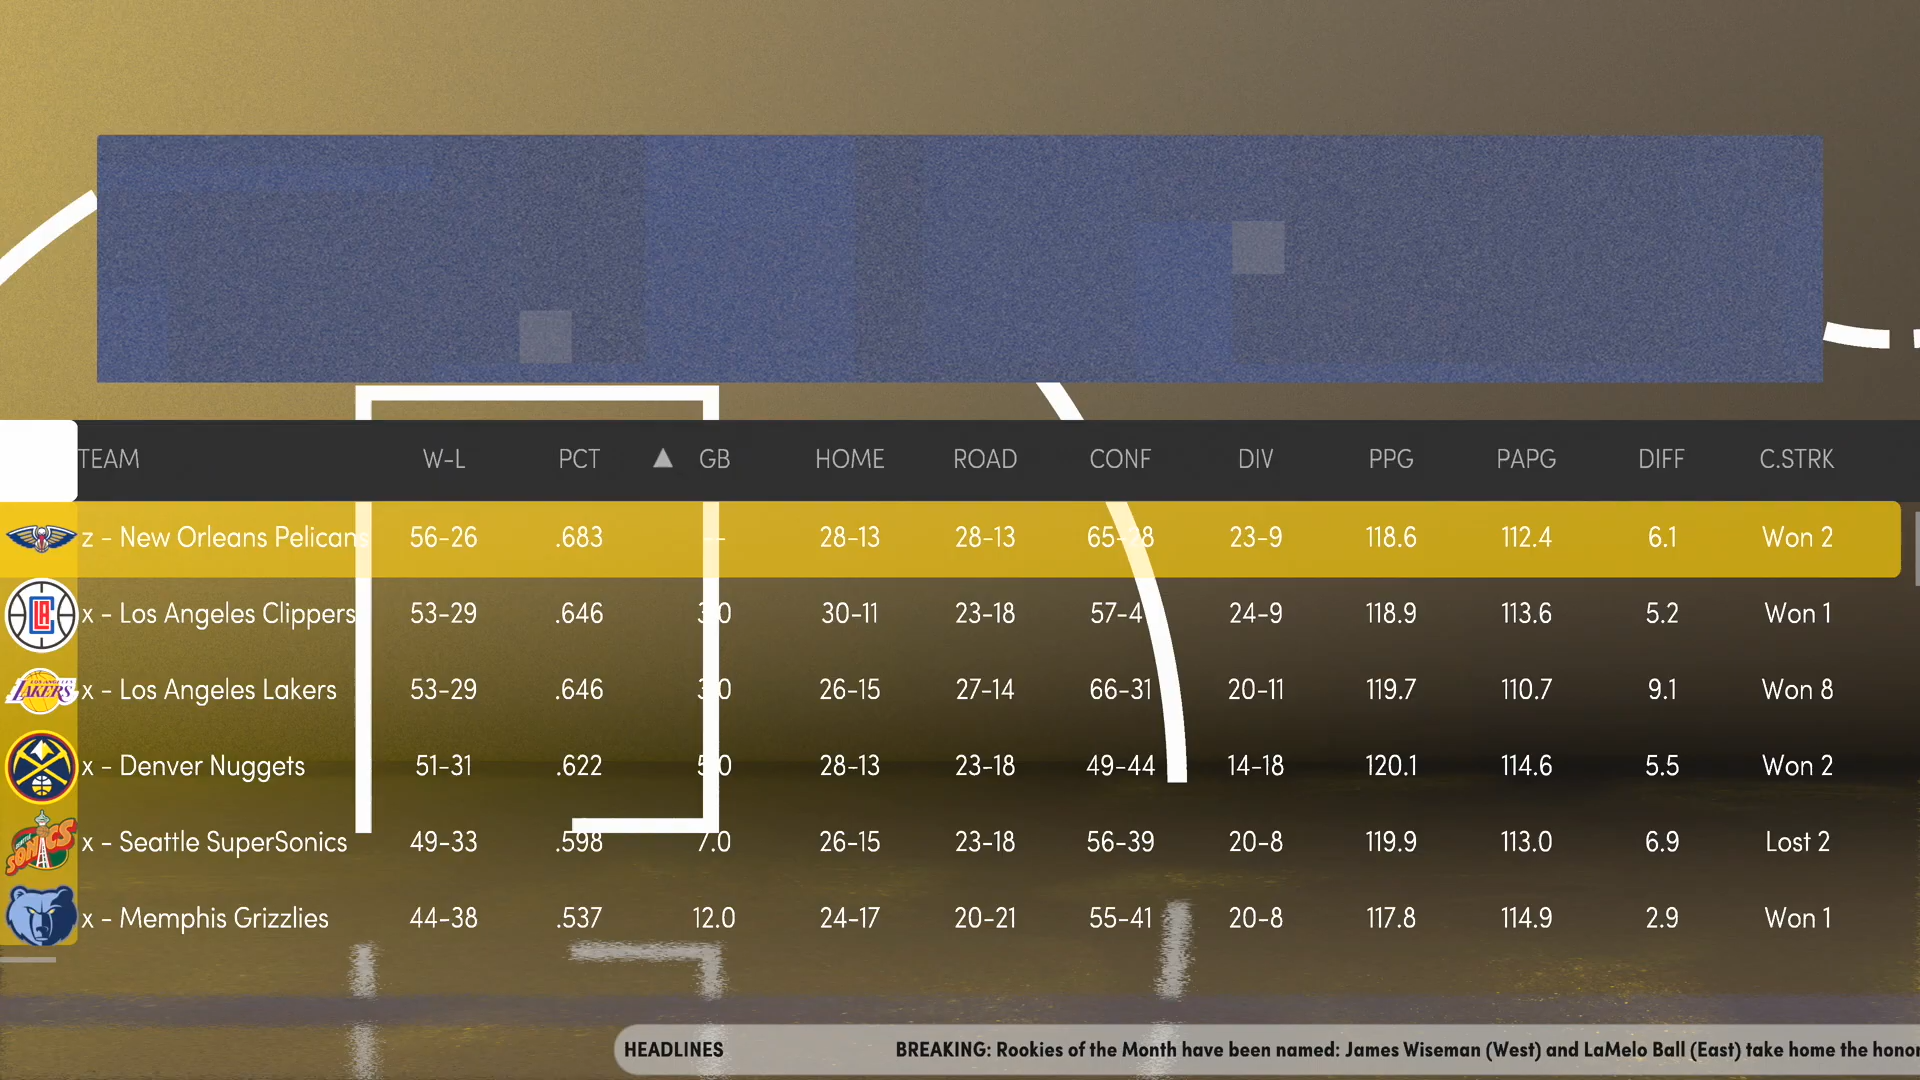 TEAM W-L PCT ▲ GB HOME ROAD CONF DIV PPG PAPG DIFF C.STRK
z - New Orleans Pelicans 56-26 .683 -- 28-13 28-13 23-9 118.6 112.4 6.1 Won 2
x - Los Angeles Clippers 53-29 .646 3.0 30-11 23-18 24-9 118.9 113.6 5.2 Won 1
x - Los Angeles Lakers 53-29 .646 3.0 26-15 27-14 66-31 20-11 119.7 110.7 9.1 Won 8
x - Denver Nuggets 51-31 .622 5.0 28-13 23-18 49-44 14-18 120.1 114.6 5.5 Won 2
x - Seattle SuperSonics 49-33 .598 7.0 26-15 23-18 56-39 20-8 119.9 113.0 6.9 Lost 2
x - Memphis Grizzlies 44-38 .537 12.0 24-17 20-21 55-41 20-8 117.8 114.9 2.9 Won 1
HEADLINES BREAKING: Rookies of the Month have been named: James Wiseman (West) and LaMelo Ball (East) take home the honor